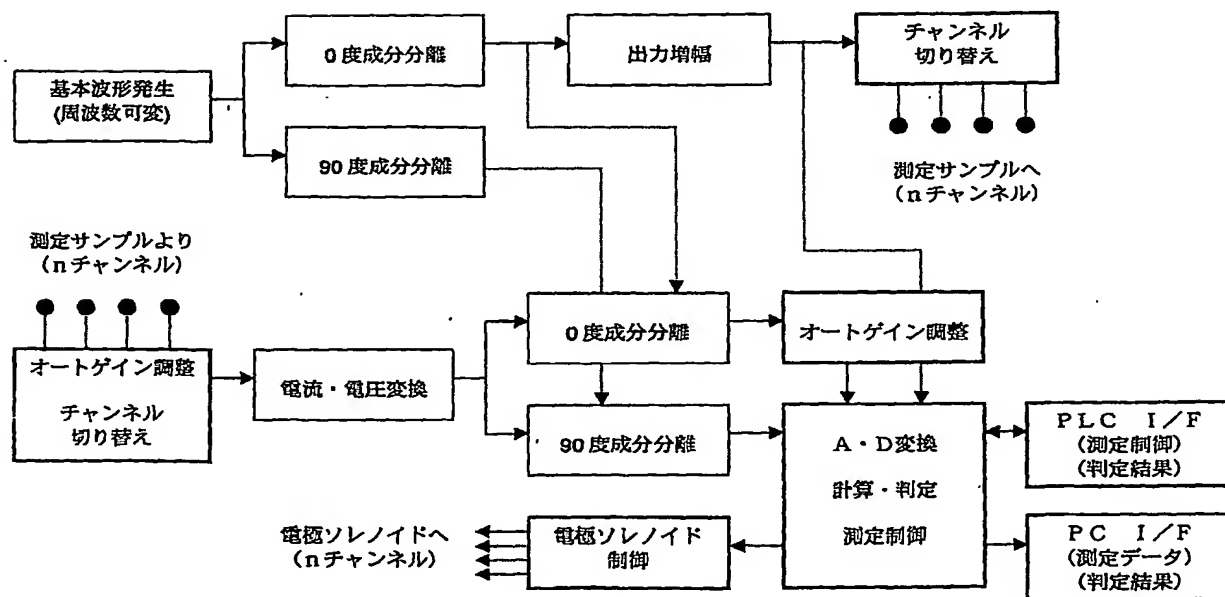 基本波形発生
(周波数可変)
0度成分分離
90度成分分離
出力増幅
チャンネル
切り替え
測定サンプルへ
(nチャンネル)
測定サンプルより
(nチャンネル)
オートゲイン調整
チャンネル
切り替え
電流・電圧変換
0度成分分離
90度成分分離
オートゲイン調整
A・D変換
計算・判定
測定制御
PLC I/F
(測定制御)
(判定結果)
PC I/F
(測定データ)
(判定結果)
電極ソレノイド
制御
電極ソレノイドへ
(nチャンネル)